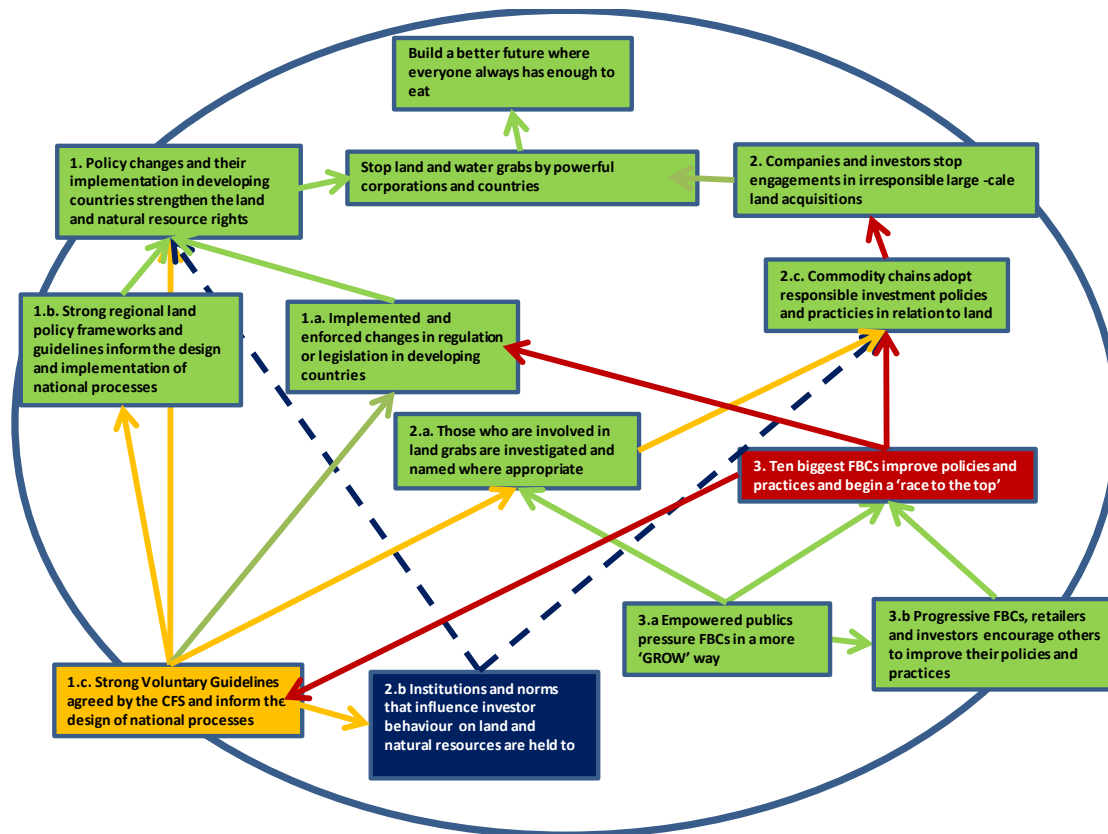 Build a better future where
everyone always has enough to
eat
1. Policy changes and their
implementation in developing
countries strengthen the land
and natural resource rights
Stop land and water grabs by powerful
corporations and countries
2. Companies and investors stop
engagements in irresponsible large -cale
land acquisitions
2.c. Commodity chains adopt
responsible investment policies
and practicies in relation to land
1.b. Strong regional land
policy frameworks and
guidelines inform the design
and implementation of
national processes
1.a. Implemented and
enforced changes in regulation
or legislation in developing
countries
2.a. Those who are involved in
land grabs are investigated and
named where appropriate
3. Ten biggest FBCs improve policies and
practices and begin a ‘race to the top’
3.a Empowered publics
pressure FBCs in a more
‘GROW’ way
3.b Progressive FBCs, retailers
and investors encourage others
to improve their policies and
practices
1.c. Strong Voluntary Guidelines
agreed by the CFS and inform the
design of national processes
2.b Institutions and norms
that influence investor
behaviour on land and
natural resources are held to